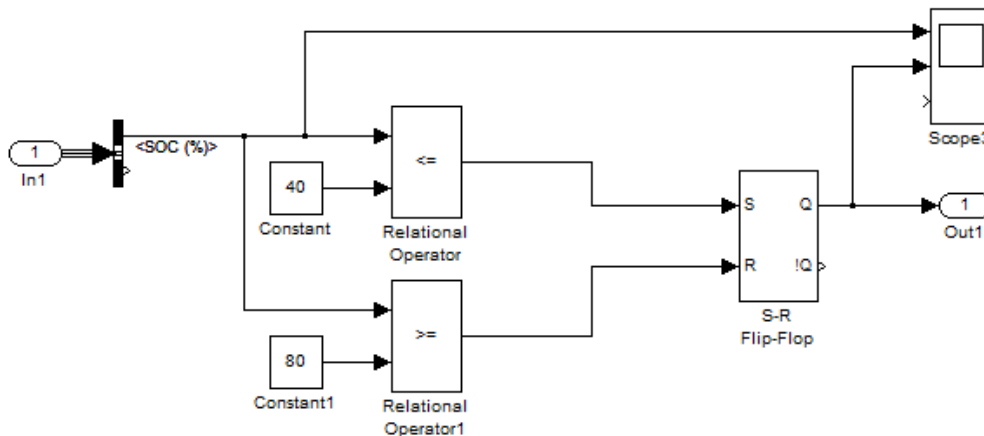 1
In1
<SOC (%)>
40
Constant
<=
Relational
Operator
80
Constant1
>=
Relational
Operator1
S
Q
R
!Q
S-R
Flip-Flop
Scope3
1
Out1